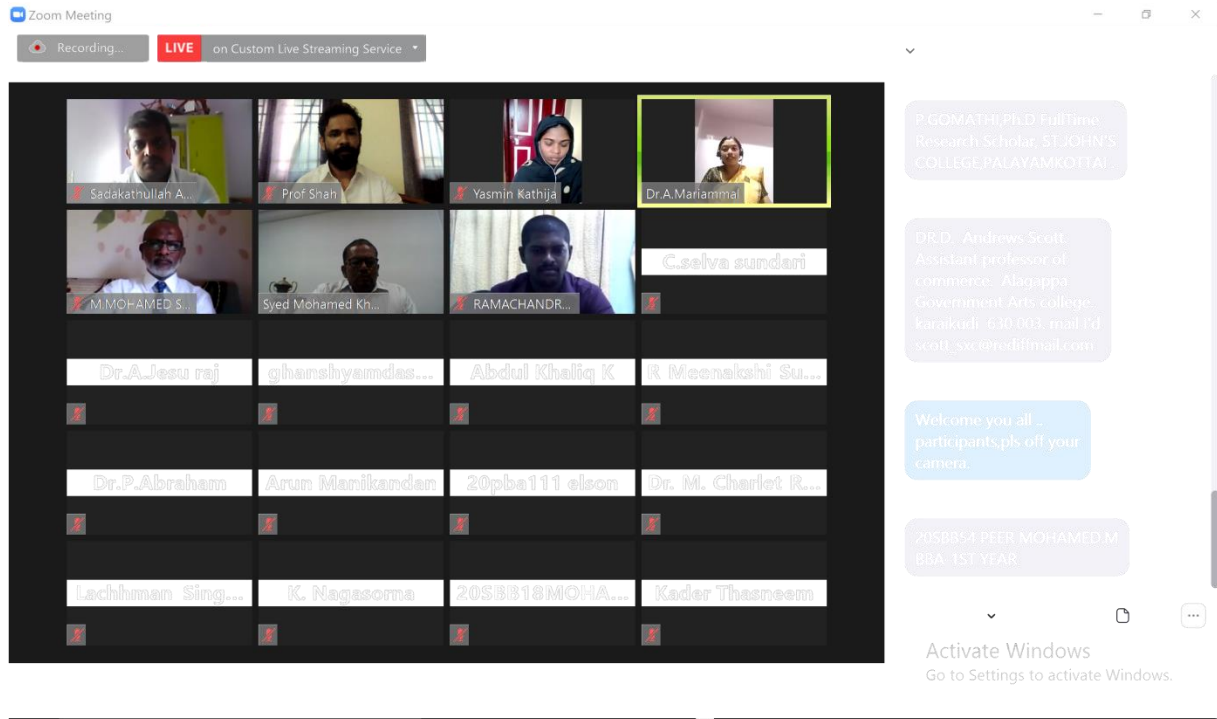 Zoom Meeting
Recording...
LIVE on Custom Live Streaming Service
Sadakathullah A...
Prof Shah
Yasmin Kathija
Dr.A.Mariammal
M.MOHAMED S...
Syed Mohamed Kh...
RAMACHANDR...
C.selva sundari
Dr.A.Jesu raj
ghanshyamdas...
Abdul Khaliq K
R Meenakshi Su...
Dr.P.Abraham
Arun Manikandan
20pba111 elson
Dr. M. Charlet R...
Lachhman Sing...
K. Nagasorna
20SBB18MOHA...
Kader Thasneem
P.GOMATHI,Ph.D FullTime
Research Scholar, ST.JOHN'S
COLLEGE,PALAYAMKOTTAI.
DR.D. Andrews Scott
Assistant professor of
commerce. Alagappa
Government Arts college,
karaikudi -630 003. mail I'd
scott_sxc@rediffmail.com
Welcome you all ..
participants,pls off your
camera.
20SBB54 PEER MOHAMED.M
BBA-1ST YEAR
Activate Windows
Go to Settings to activate Windows.